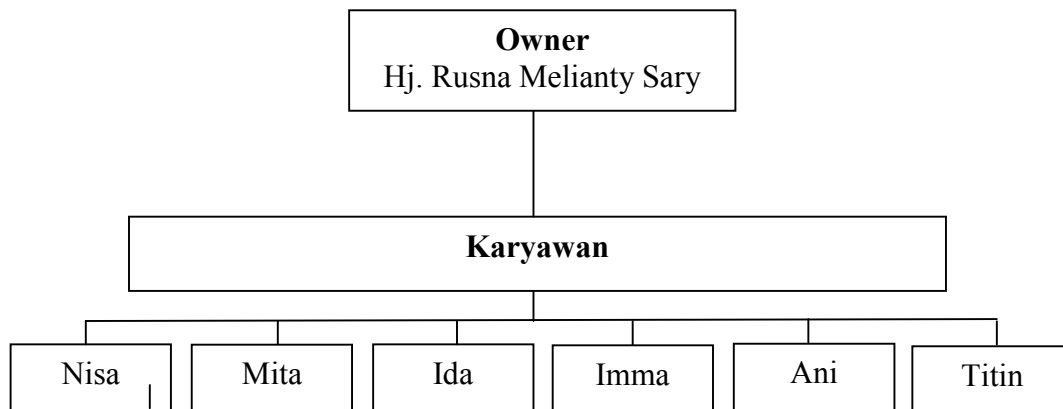 Owner
Hj. Rusna Melianty Sary
Karyawan
Nisa
Mita
Ida
Imma
Ani
Titin